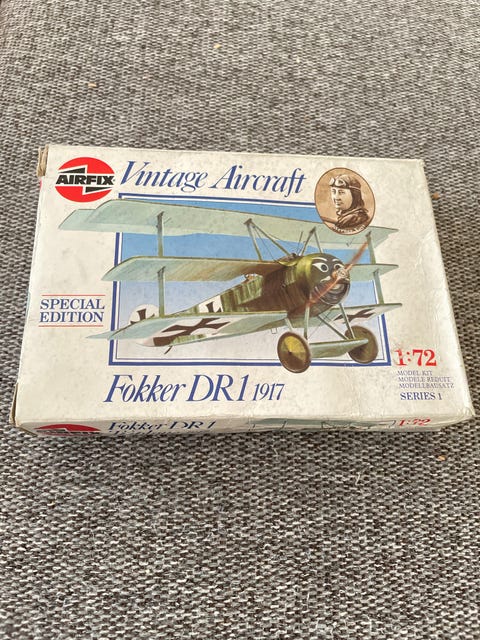 AIRFIX
Vintage Aircraft
SPECIAL
EDITION
Fokker DR1 1917
1:72
MODEL KIT
MODELE REDUIT
MODELLBAUSATZ
SERIES 1
Fokker DR1
1:72